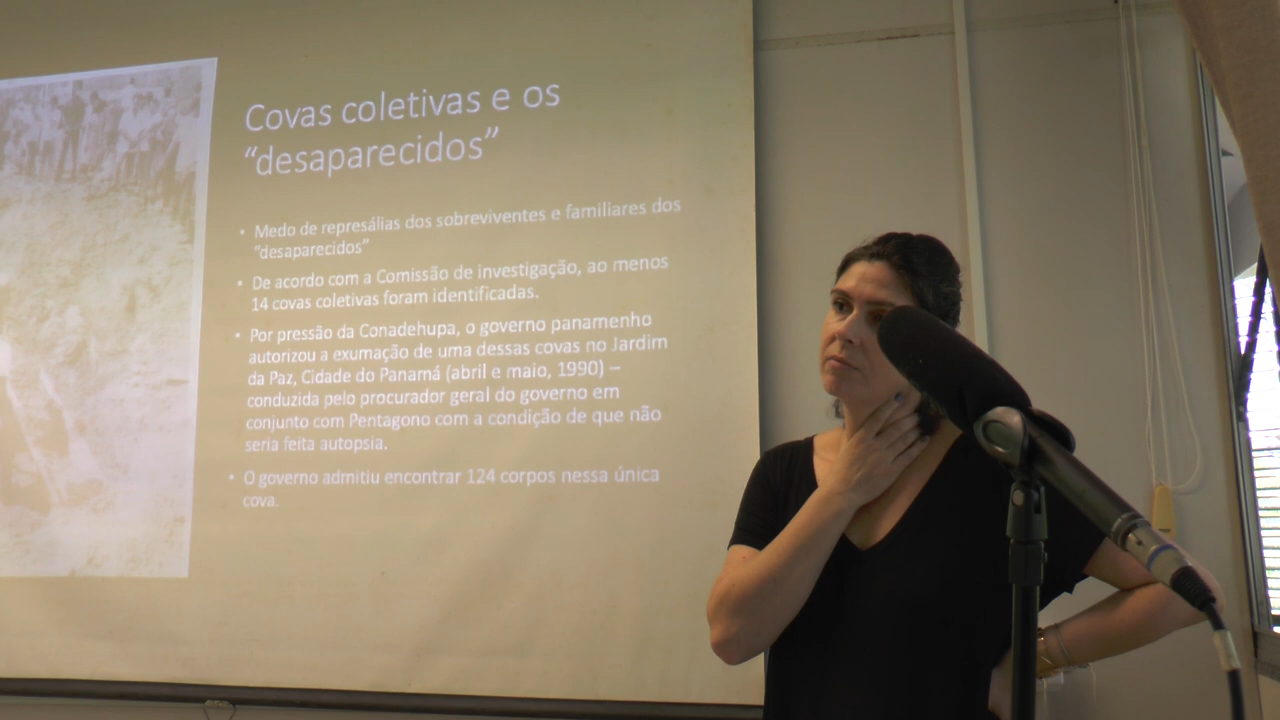 Covas coletivas e os
“desaparecidos”
• Medo de represálias dos sobreviventes e familiares dos
“desaparecidos”
• De acordo com a Comissão de investigação, ao menos
14 covas coletivas foram identificadas.
• Por pressão da Conadehupa, o governo panamenho
autorizou a exumação de uma dessas covas no Jardim
da Paz, Cidade do Panamá (abril e maio, 1990) –
conduzida pelo procurador geral do governo em
conjunto com Pentagono com a condição de que não
seria feita autopsia.
• O governo admitiu encontrar 124 corpos nessa única
cova.